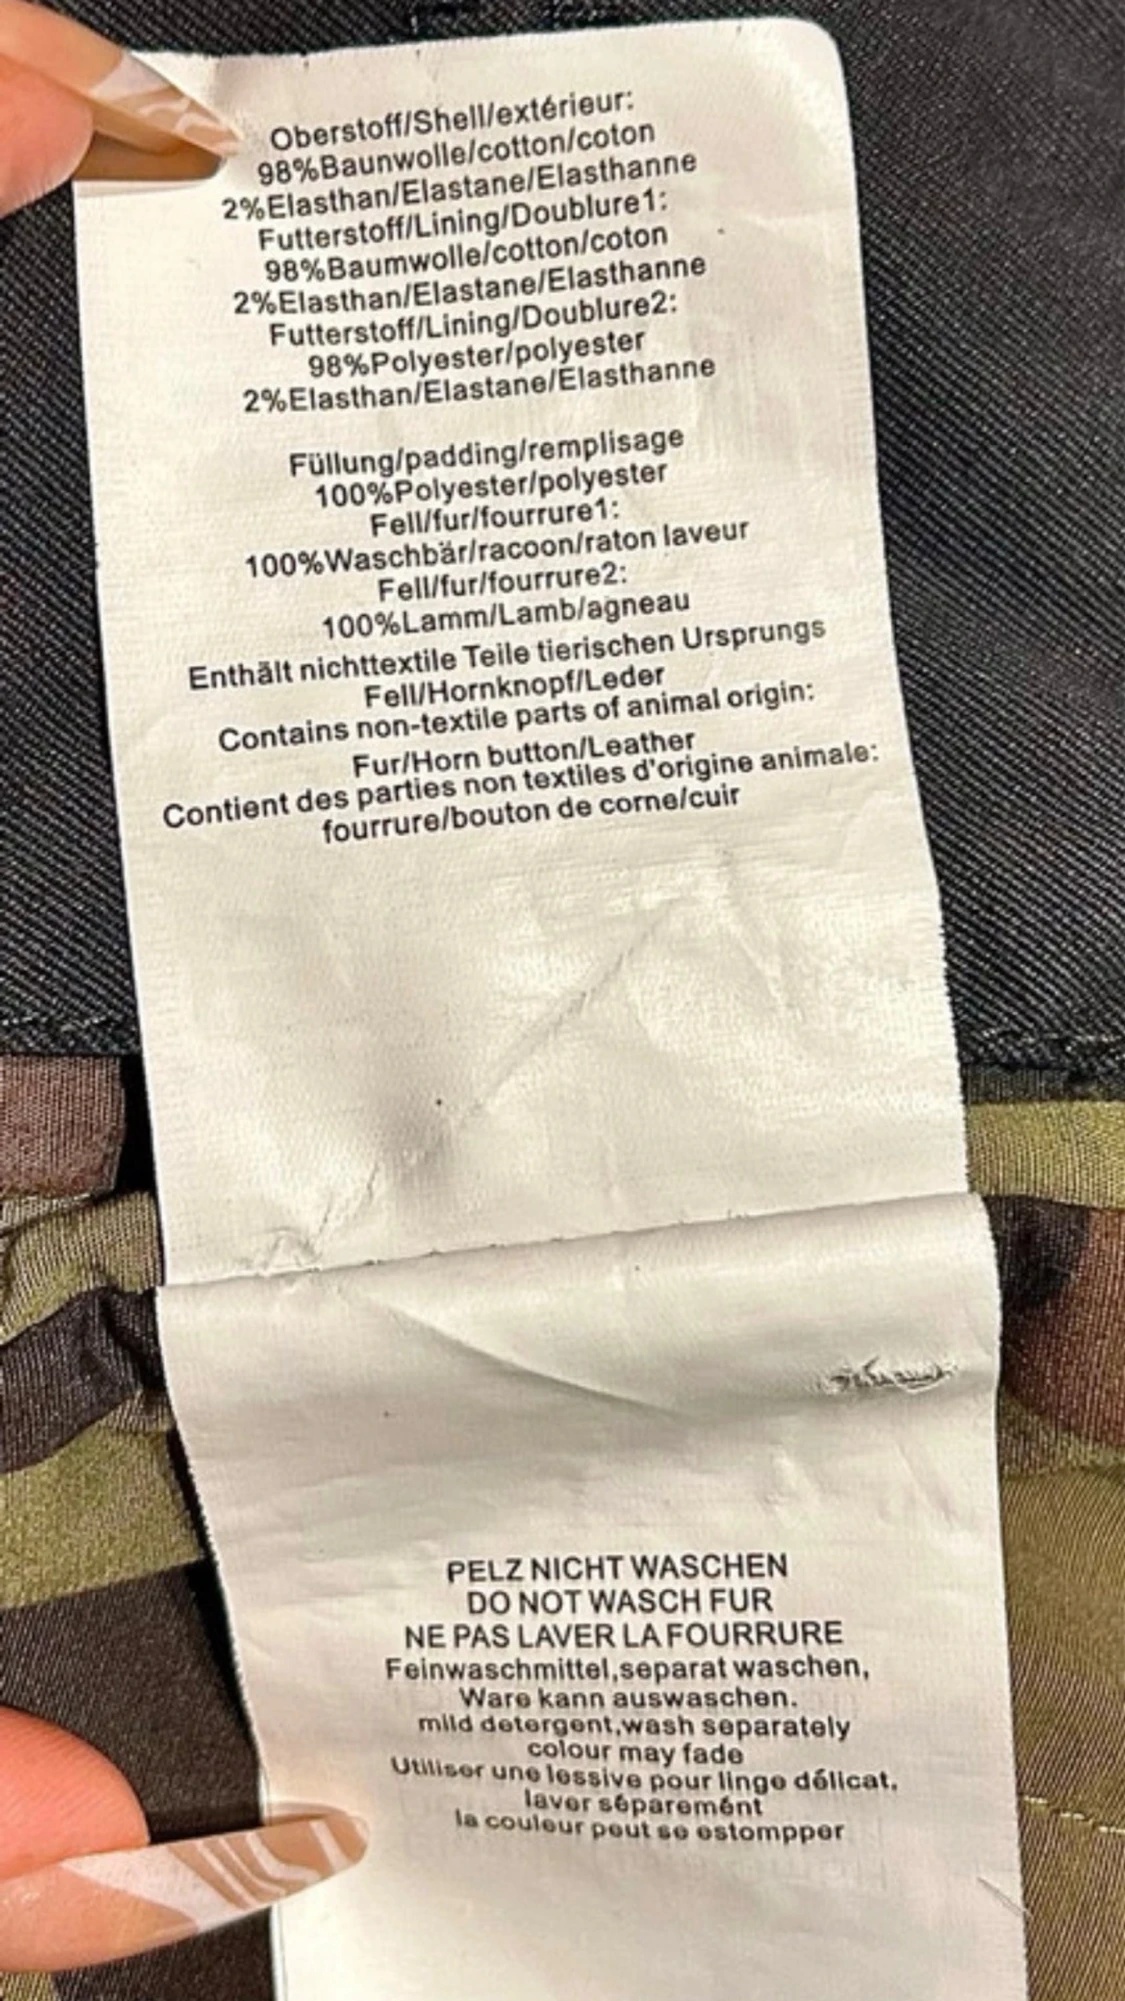 Oberstoff/Shell/extérieur:
98%Baunwolle/cotton/coton
2%Elasthan/Elastane/Elasthanne
Futterstoff/Lining/Doublure1:
98%Baumwolle/cotton/coton
2%Elasthan/Elastane/Elasthanne
Futterstoff/Lining/Doublure2:
98%Polyester/polyester
2%Elasthan/Elastane/Elasthanne
Füllung/padding/remplisage
100%Polyester/polyester
Fell/fur/fourrure1:
100%Waschbär/racoon/raton laveur
Fell/fur/fourrure2:
100%Lamm/Lamb/agneau
Enthält nichttextile Teile tierischen Ursprungs
Fell/Hornknopf/Leder
Contains non-textile parts of animal origin:
Fur/Horn button/Leather
Contient des parties non textiles d'origine animale:
fourrure/bouton de corne/cuir
PELZ NICHT WASCHEN
DO NOT WASCH FUR
NE PAS LAVER LA FOURRURE
Feinwaschmittel,separat waschen,
Ware kann auswaschen.
mild detergent,wash separately
colour may fade
Utiliser une lessive pour linge délicat.
laver séparemént
la couleur peut se estompper